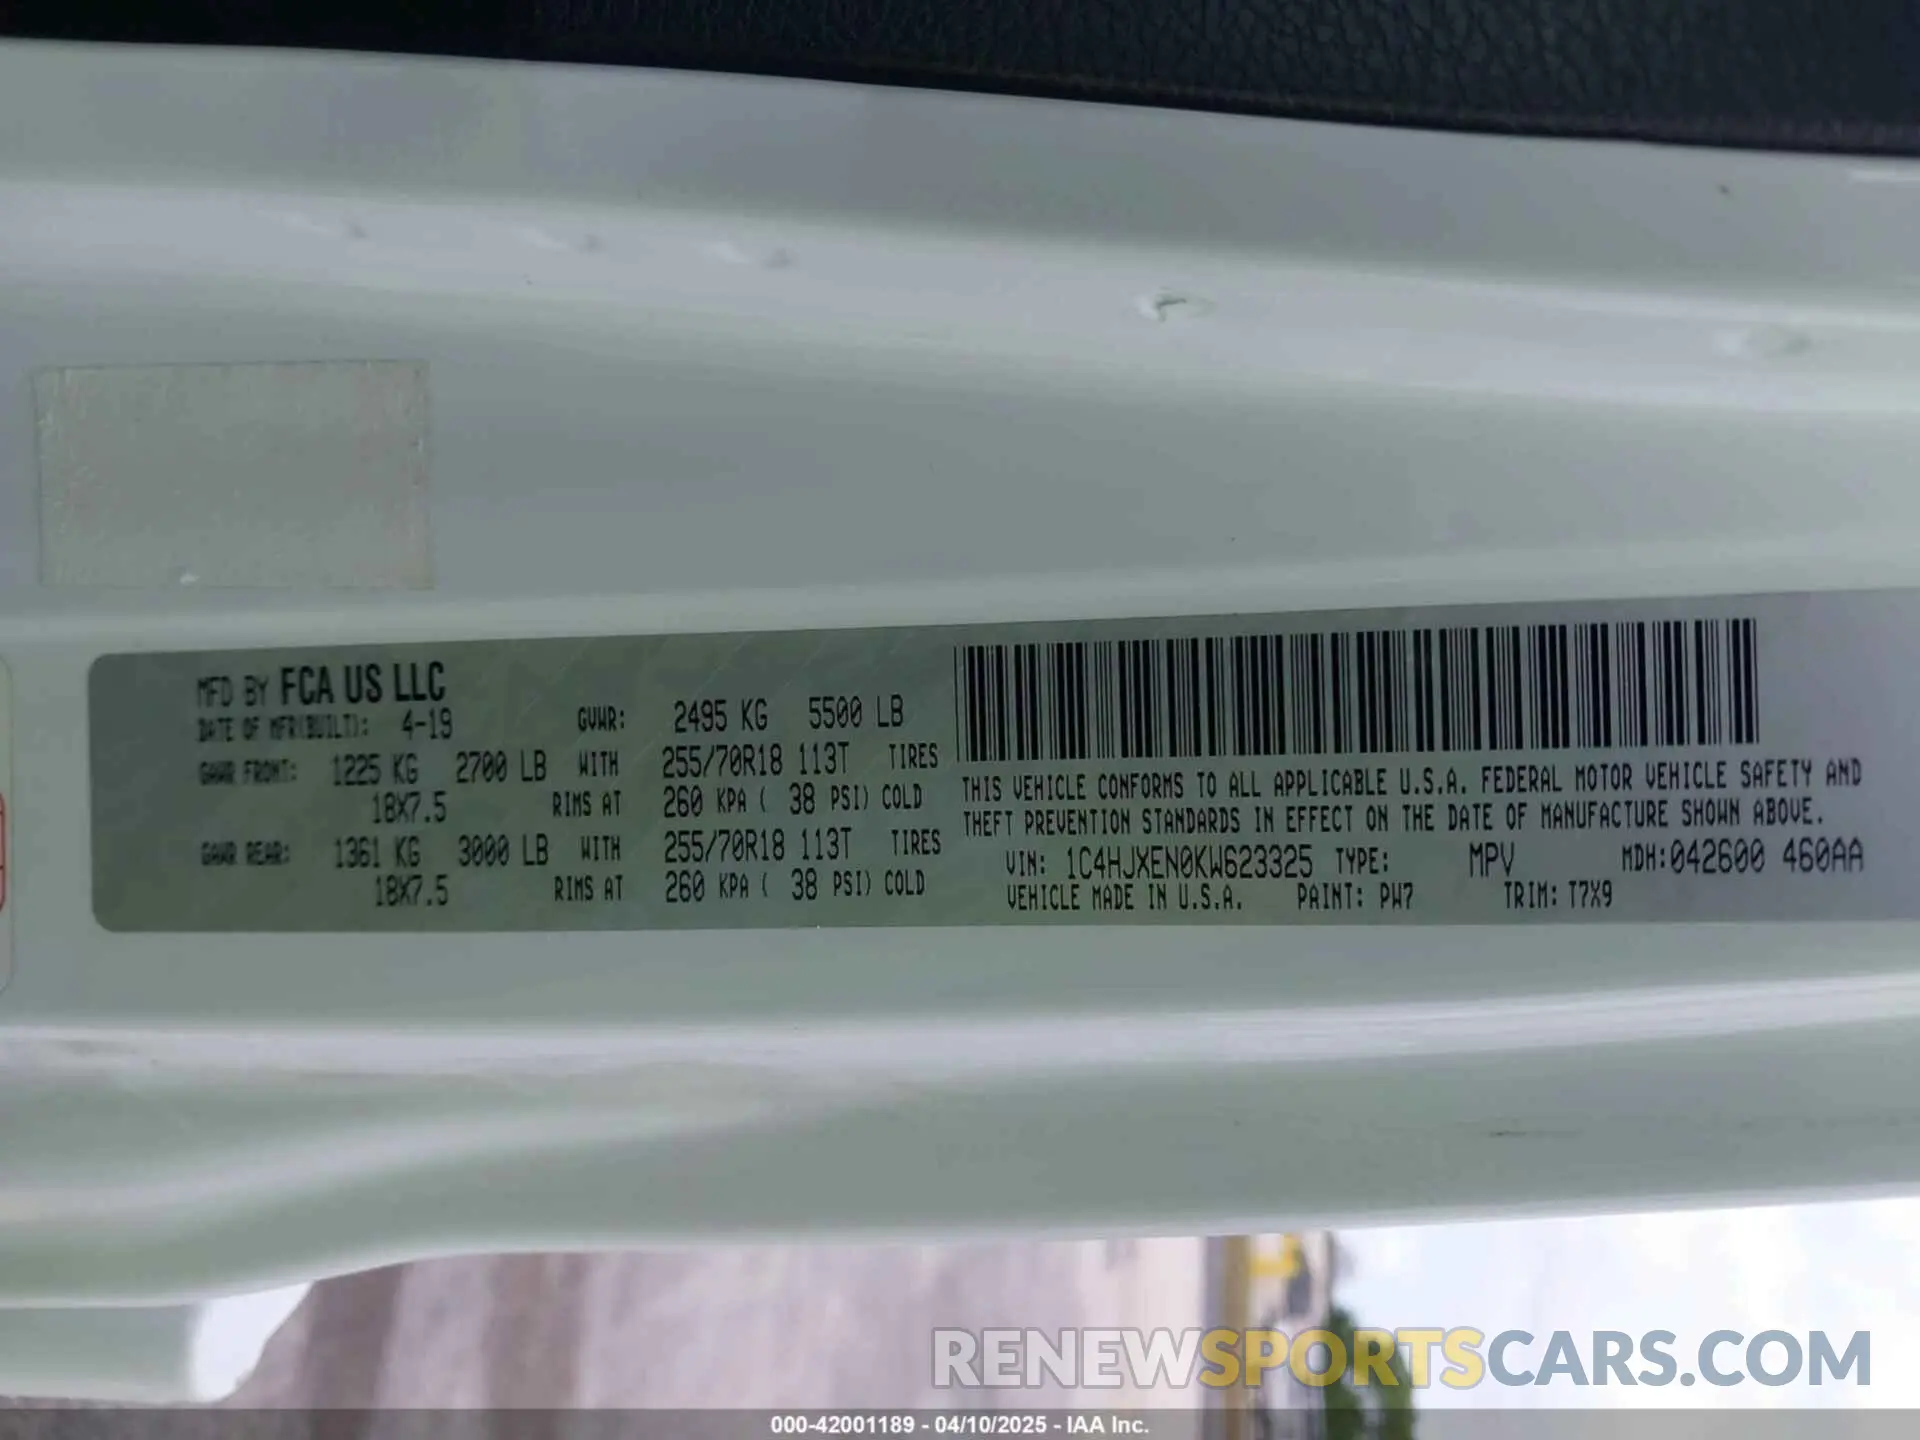 MFD BY FCA US LLC
DATE OF MFR(BUILT): 4-19 GVWR: 2495 KG 5500 LB
GAWR FRONT: 1225 KG 2700 LB WITH 255/70R18 113T TIRES
18X7.5 RIMS AT 260 KPA ( 38 PSI) COLD
GAWR REAR: 1361 KG 3000 LB WITH 255/70R18 113T TIRES
18X7.5 RIMS AT 260 KPA ( 38 PSI) COLD
THIS VEHICLE CONFORMS TO ALL APPLICABLE U.S.A. FEDERAL MOTOR VEHICLE SAFETY AND
THEFT PREVENTION STANDARDS IN EFFECT ON THE DATE OF MANUFACTURE SHOWN ABOVE.
VIN: 1C4HJXEN0KW623325 TYPE: MPV MDH:042600 460AA
VEHICLE MADE IN U.S.A. PAINT: PW7 TRIM: T7X9
RENEWSPORTSCARS.COM
000-42001189 - 04/10/2025 - IAA Inc.